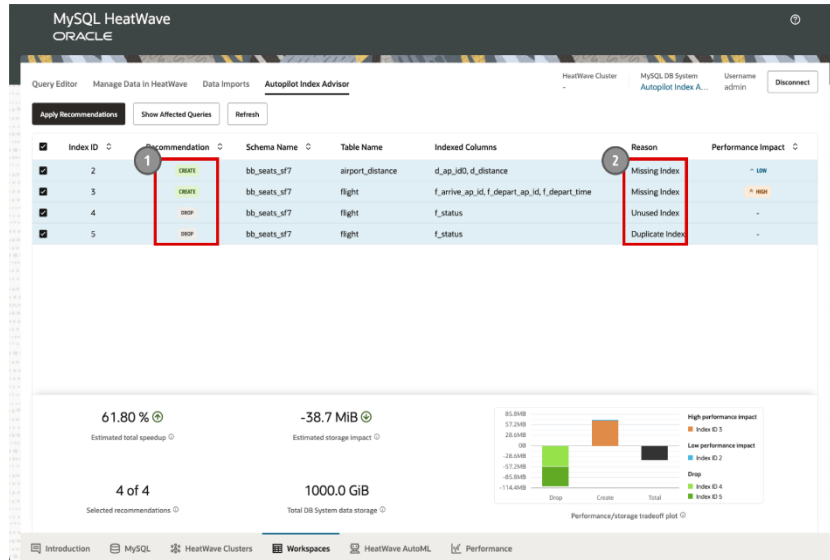 MySQL HeatWave
ORACLE
Query Editor Manage Data in HeatWave Data Imports Autopilot Index Advisor
HeatWave Cluster MySQL DB System Username
- Autopilot Index A... admin Disconnect
Apply Recommendations Show Affected Queries Refresh
Index ID Recommendation Schema Name Table Name Indexed Columns Reason Performance Impact
1 2
2 CREATE bb_seats_sf7 airport_distance d_ap_id0, d_distance Missing Index LOW
3 CREATE bb_seats_sf7 flight f_arrive_ap_id, f_depart_ap_id, f_depart_time Missing Index HIGH
4 DROP bb_seats_sf7 flight f_status Unused Index -
5 DROP bb_seats_sf7 flight f_status Duplicate Index -
61.80 %
Estimated total speedup
-38.7 MiB
Estimated storage impact
4 of 4
Selected recommendations
1000.0 GiB
Total DB System data storage
85.8MB
57.2MB
28.6MB
0B
-28.6MB
-57.2MB
-85.8MB
-114.4MB
Drop Create Total
High performance impact
Index ID 3
Low performance impact
Index ID 2
Drop
Index ID 4
Index ID 5
Performance/storage tradeoff plot
Introduction MySQL HeatWave Clusters Workspaces HeatWave AutoML Performance